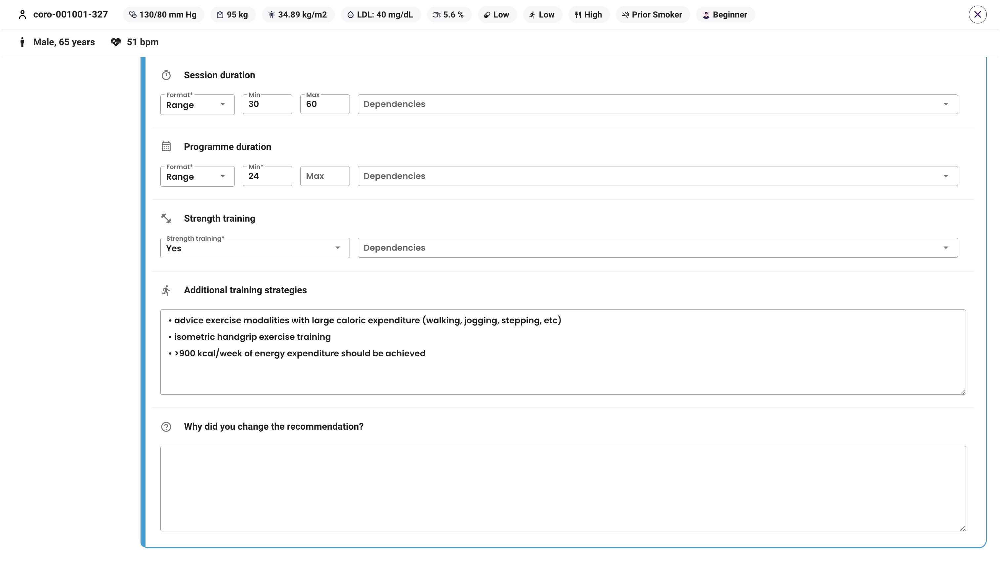 coro-001001-327 130/80 mm Hg 95 kg 34.89 kg/m2 LDL: 40 mg/dL 5.6 % Low Low High Prior Smoker Beginner
Male, 65 years 51 bpm
Session duration
Format* Min Max
Range 30 60 Dependencies
Programme duration
Format* Min*
Range 24 Max Dependencies
Strength training
Strength training*
Yes Dependencies
Additional training strategies
• advice exercise modalities with large caloric expenditure (walking, jogging, stepping, etc)
• isometric handgrip exercise training
• >900 kcal/week of energy expenditure should be achieved
Why did you change the recommendation?